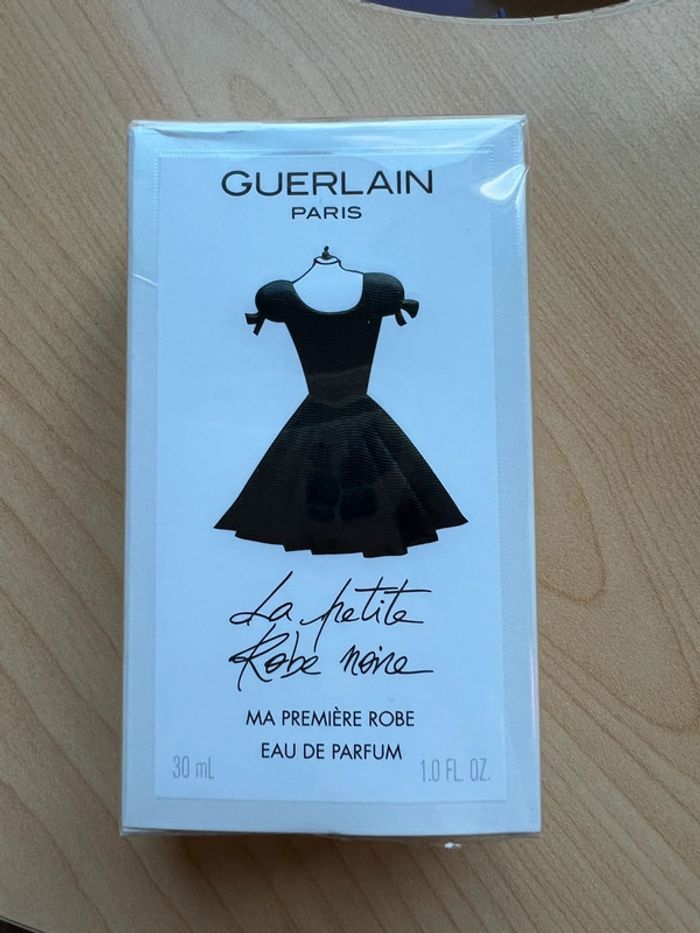 GUERLAIN
PARIS
La petite
Robe noire
MA PREMIÈRE ROBE
EAU DE PARFUM
30 mL
1.0 FL. OZ.